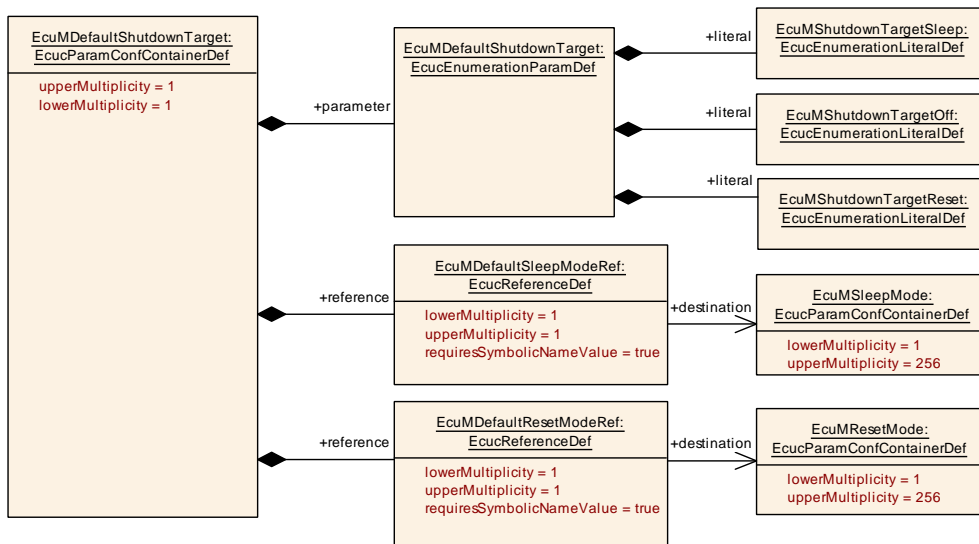 EcuMDefaultShutdownTarget:
EcucParamConfContainerDef
upperMultiplicity = 1
lowerMultiplicity = 1
+parameter
EcuMDefaultShutdownTarget:
EcucEnumerationParamDef
+literal
EcuMShutdownTargetSleep:
EcucEnumerationLiteralDef
+literal
EcuMShutdownTargetOff:
EcucEnumerationLiteralDef
+literal
EcuMShutdownTargetReset:
EcucEnumerationLiteralDef
+reference
EcuMDefaultSleepModeRef:
EcucReferenceDef
lowerMultiplicity = 1
upperMultiplicity = 1
requiresSymbolicNameValue = true
+destination
EcuMSleepMode:
EcucParamConfContainerDef
lowerMultiplicity = 1
upperMultiplicity = 256
+reference
EcuMDefaultResetModeRef:
EcucReferenceDef
lowerMultiplicity = 1
upperMultiplicity = 1
requiresSymbolicNameValue = true
+destination
EcuMResetMode:
EcucParamConfContainerDef
lowerMultiplicity = 1
upperMultiplicity = 256